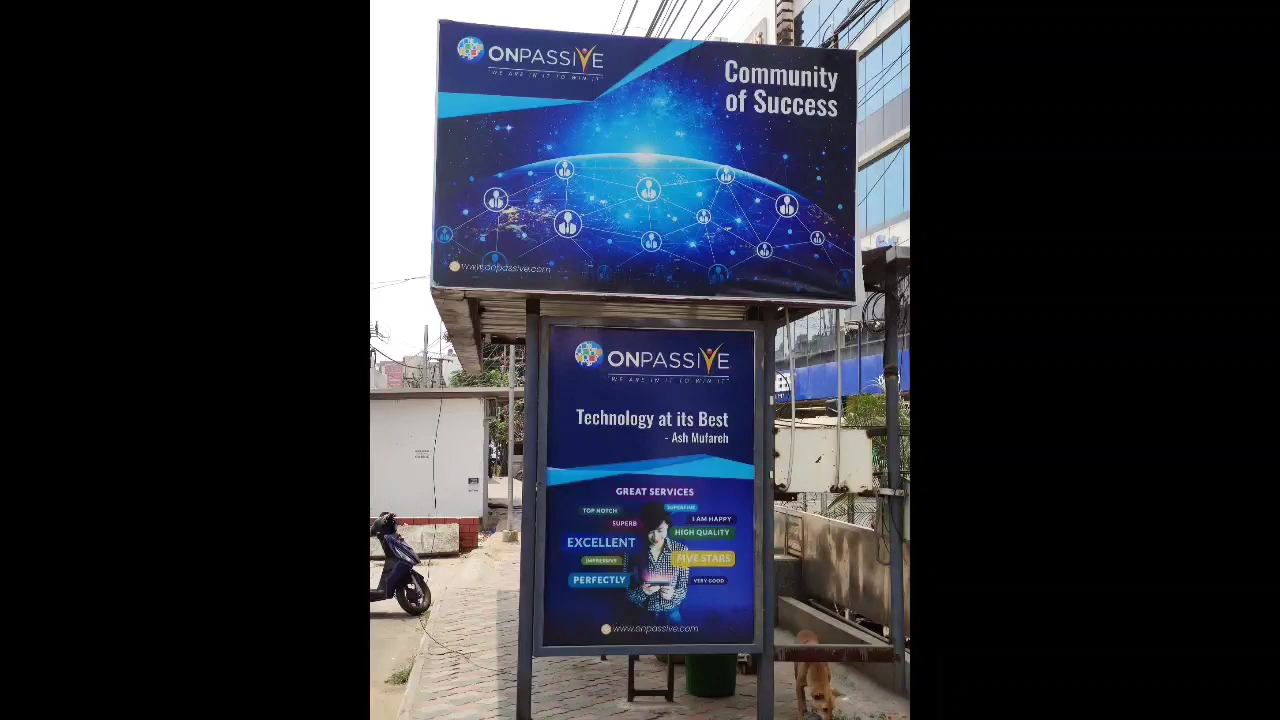 ONPASSIVE
"WE ARE IN IT TO WIN IT"
Community
of Success
www.onpassive.com
ONPASSIVE
"WE ARE IN IT TO WIN IT"
Technology at its Best
- Ash Mufareh
GREAT SERVICES
TOP NOTCH
SUPERFINE
SUPERB
I AM HAPPY
HIGH QUALITY
EXCELLENT
IMPRESSIVE
FIVE STARS
PERFECTLY
VERY GOOD
www.onpassive.com